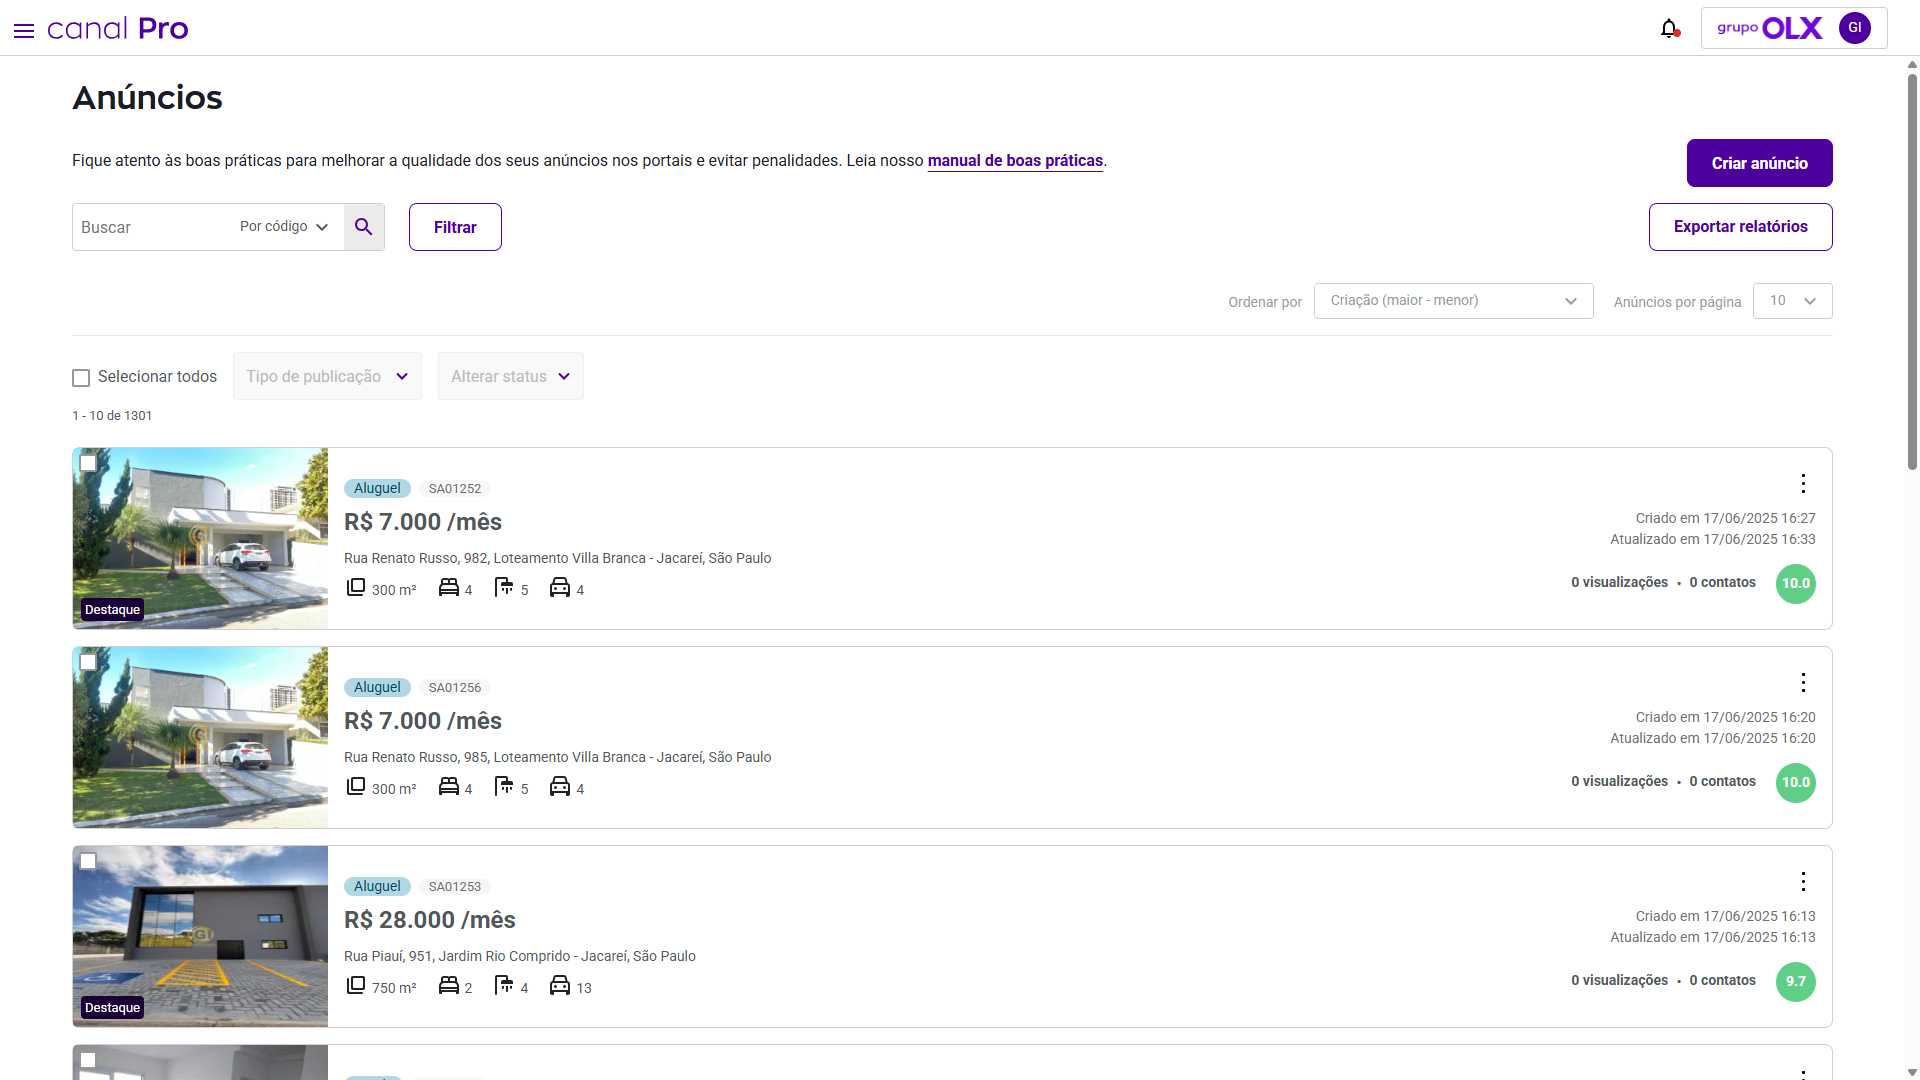 canal Pro
grupo OLX
GI
Anúncios
Fique atento às boas práticas para melhorar a qualidade dos seus anúncios nos portais e evitar penalidades. Leia nosso manual de boas práticas.
Criar anúncio
Buscar
Por código
Filtrar
Exportar relatórios
Ordenar por
Criação (maior - menor)
Anúncios por página
10
Selecionar todos
Tipo de publicação
Alterar status
1 - 10 de 1301
Aluguel SA01252
R$ 7.000 /mês
Rua Renato Russo, 982, Loteamento Villa Branca - Jacareí, São Paulo
300 m² 4 5 4
Destaque
Criado em 17/06/2025 16:27
Atualizado em 17/06/2025 16:33
0 visualizações • 0 contatos
10.0
Aluguel SA01256
R$ 7.000 /mês
Rua Renato Russo, 985, Loteamento Villa Branca - Jacareí, São Paulo
300 m² 4 5 4
Criado em 17/06/2025 16:20
Atualizado em 17/06/2025 16:20
0 visualizações • 0 contatos
10.0
Aluguel SA01253
R$ 28.000 /mês
Rua Piauí, 951, Jardim Rio Comprido - Jacareí, São Paulo
750 m² 2 4 13
Destaque
Criado em 17/06/2025 16:13
Atualizado em 17/06/2025 16:13
0 visualizações • 0 contatos
9.7